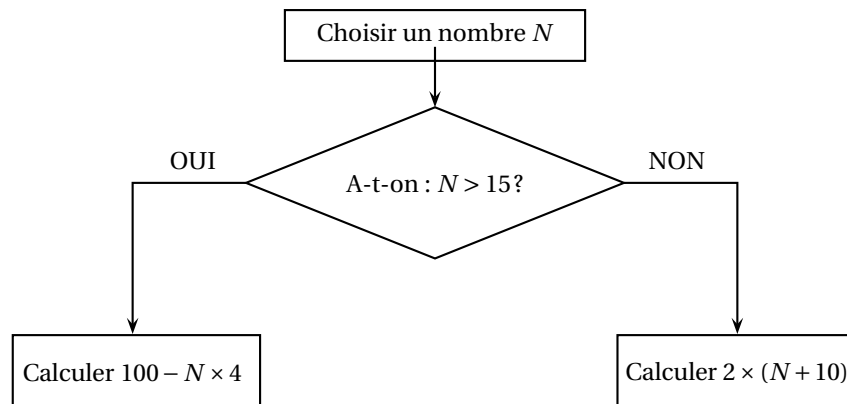 Choisir un nombre N
OUI
NON
A-t-on : N > 15?
Calculer 100 − N × 4
Calculer 2 × (N + 10)